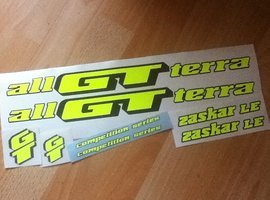 all GT terra
all GT terra
zaskar LE
zaskar LE
GT
GT
competition series
competition series